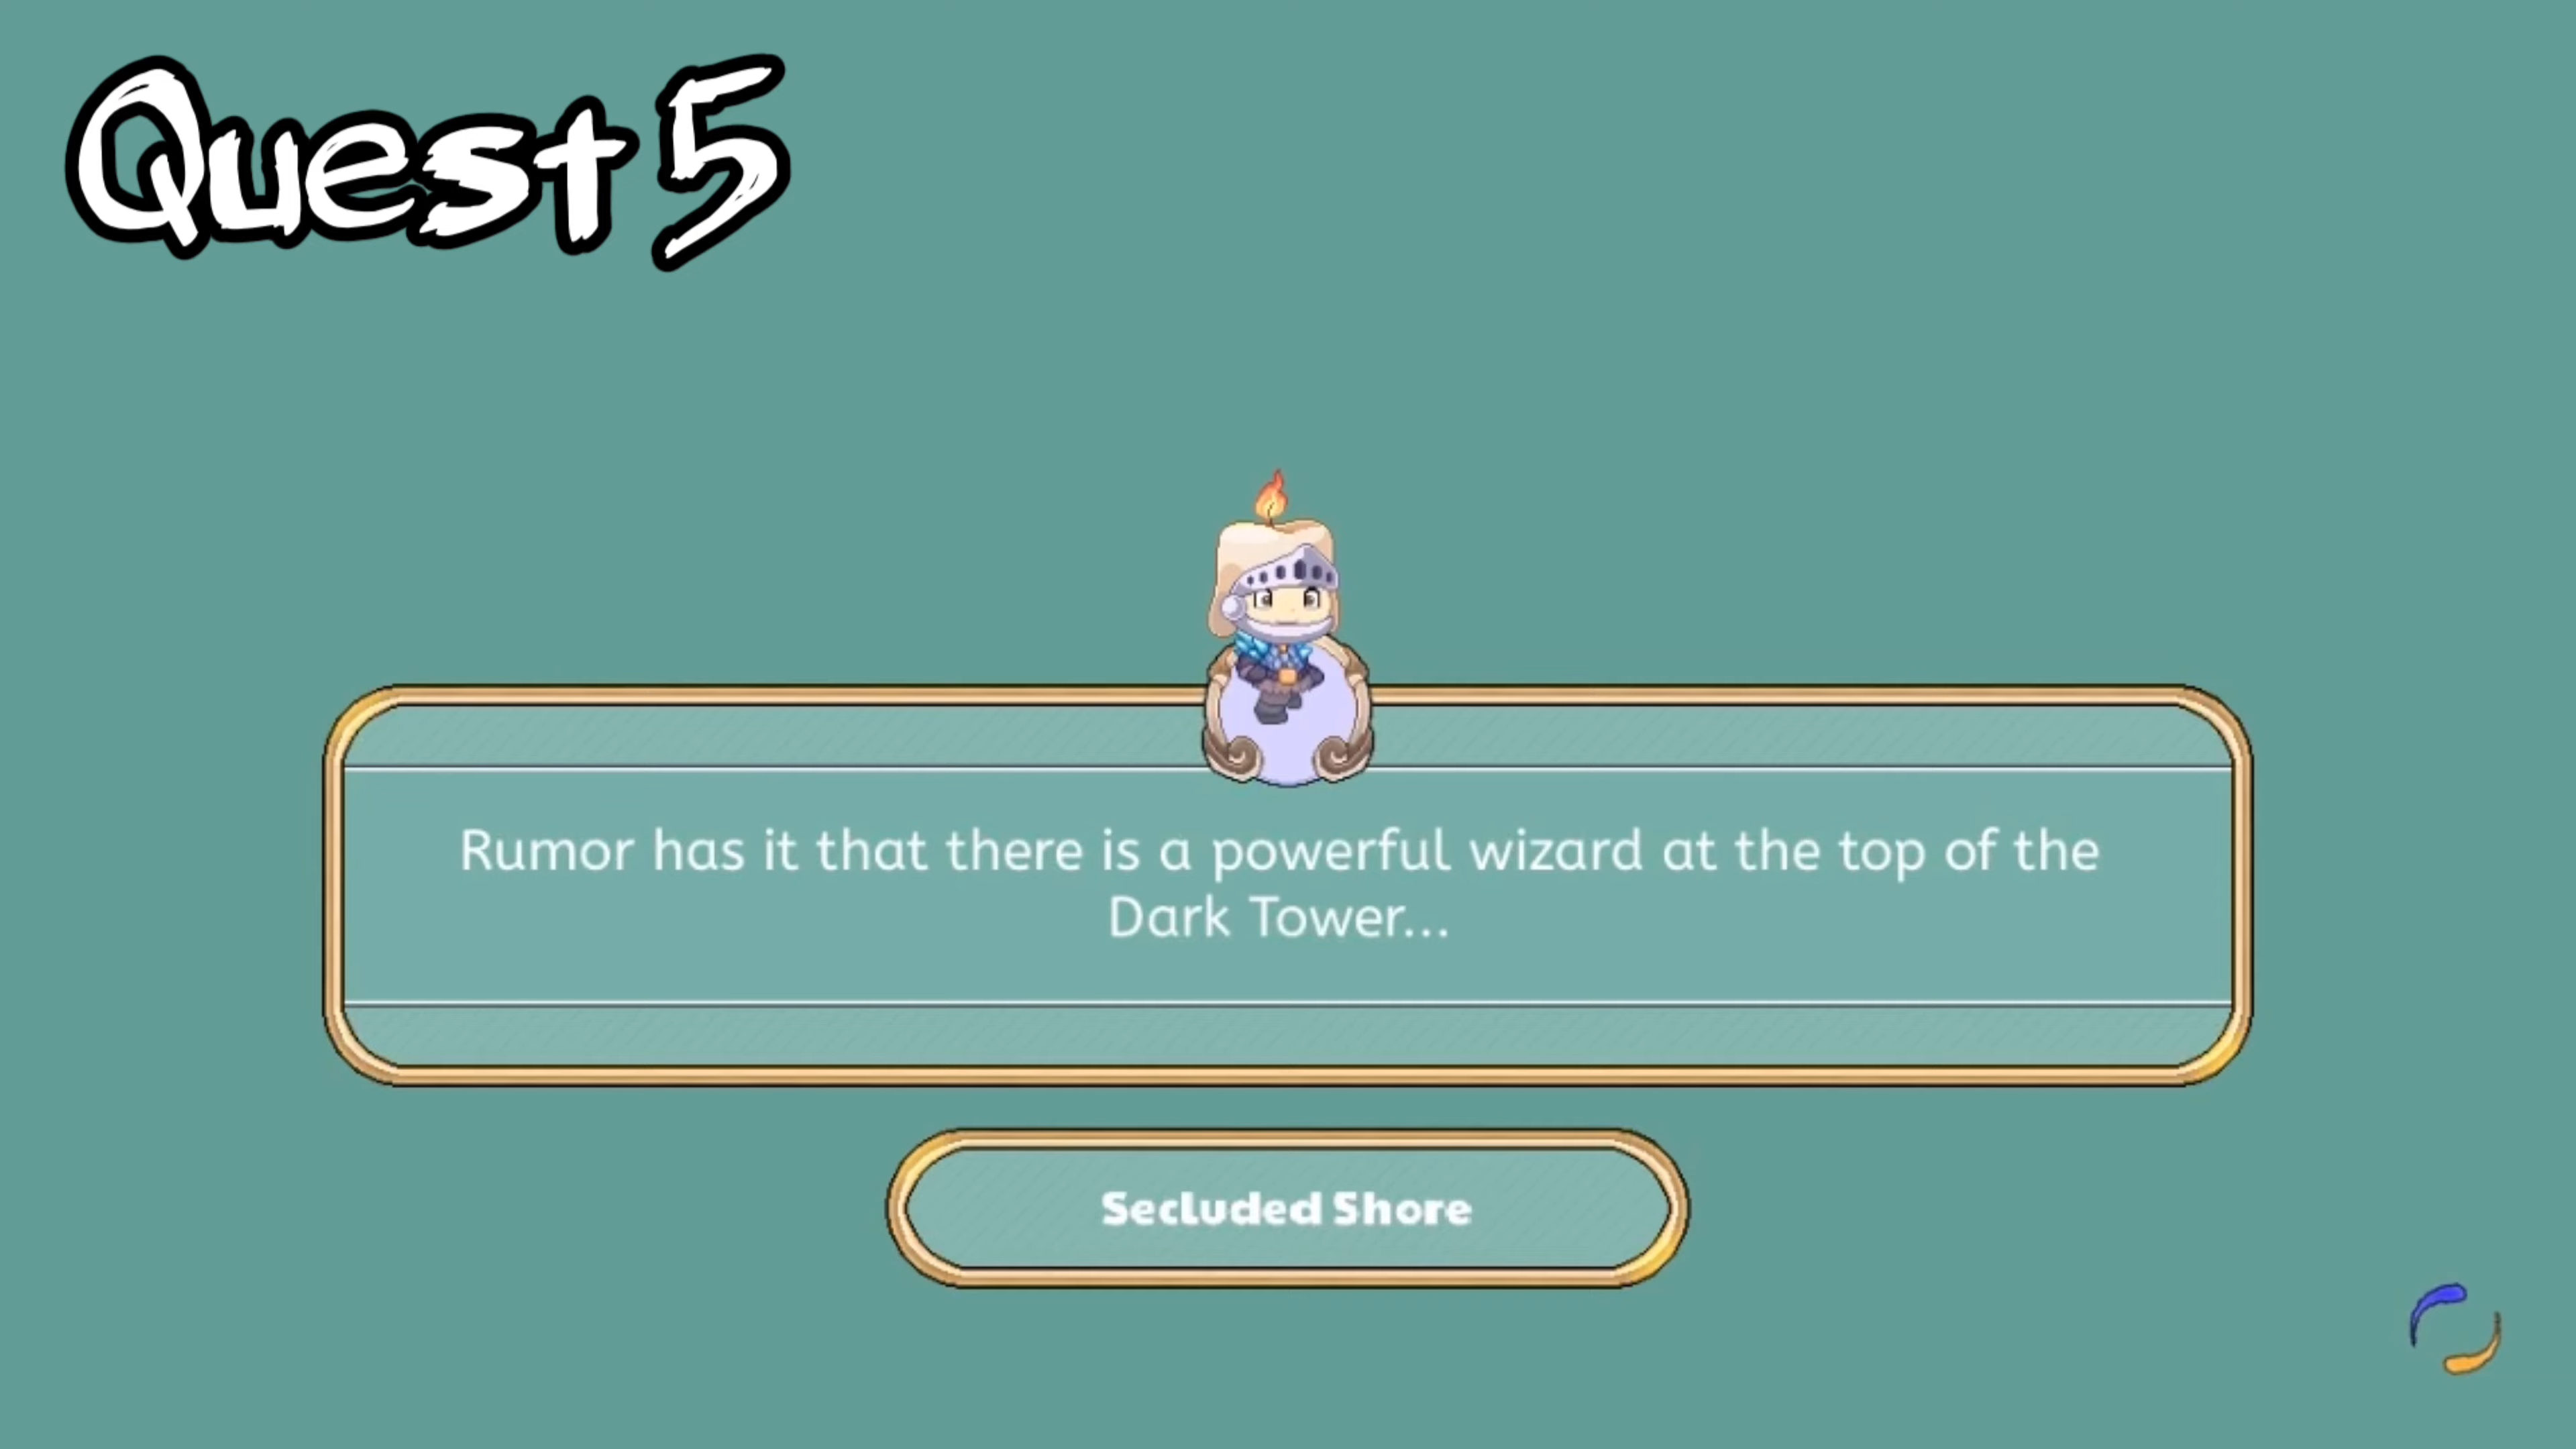 Quest 5
Rumor has it that there is a powerful wizard at the top of the
Dark Tower...
Secluded Shore